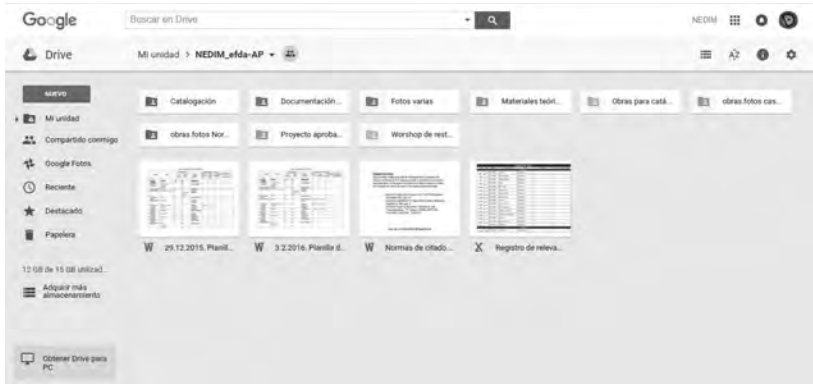 Google
Buscar en Drive
NEDIM
Drive
Mi unidad > NEDIM_efda-AP
NUEVO
Mi unidad
Compartido conmigo
Google Fotos
Reciente
Destacado
Papelera
12 GB de 15 GB utilizad...
Adquirir más
almacenamiento
Obtener Drive para
PC
Catalogación
Documentación...
Fotos varias
Materiales teóri...
Obras para catá...
obras fotos cas...
obras fotos Nor...
Proyecto aproba...
Worshop de rest...
W 29.12.2015. Planill...
W 3.2.2016. Planilla d...
W Normas de citado...
X Registro de releva...